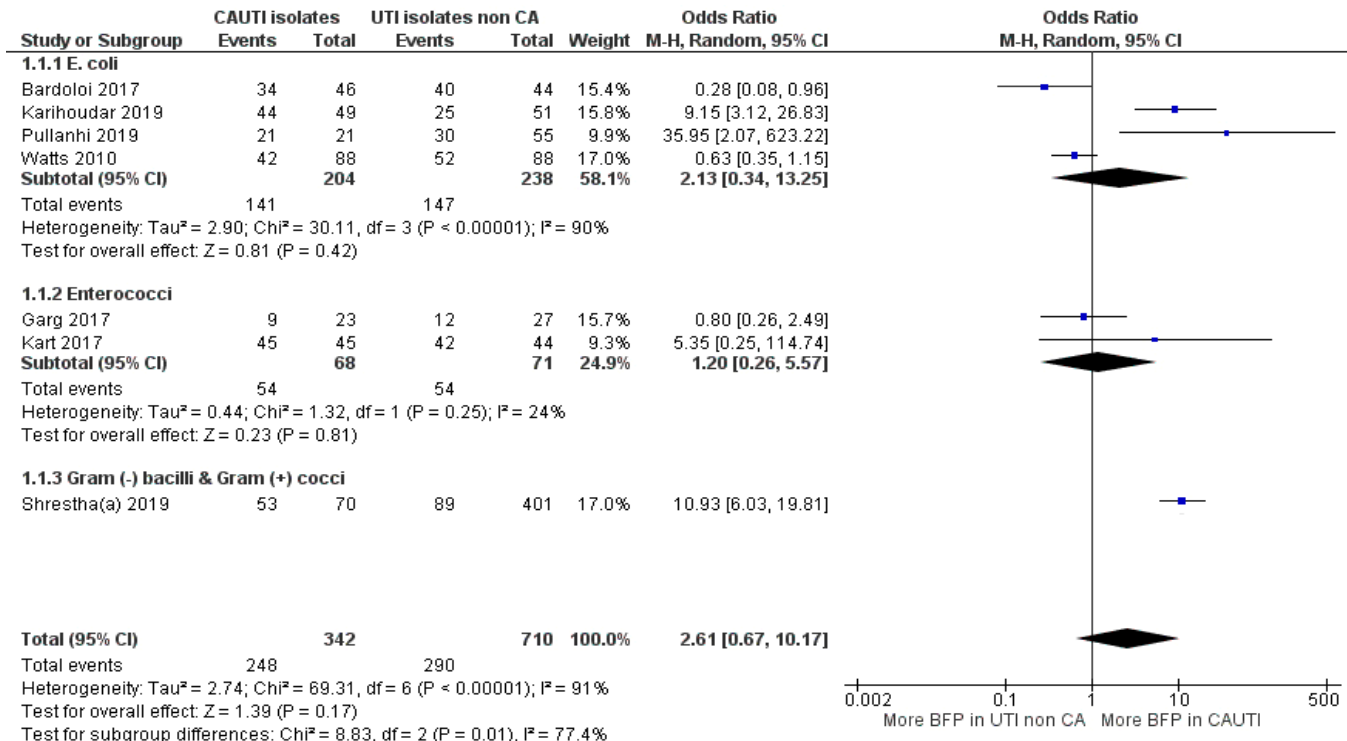 CAUTI isolates UTI isolates non CA Odds Ratio Odds Ratio
Study or Subgroup Events Total Events Total Weight M-H, Random, 95% CI M-H, Random, 95% CI
1.1.1 E. coli
Bardoloi 2017 34 46 40 44 15.4% 0.28 [0.08, 0.96]
Karihoudar 2019 44 49 25 51 15.8% 9.15 [3.12, 26.83]
Pullanhi 2019 21 21 30 55 9.9% 35.95 [2.07, 623.22]
Watts 2010 42 88 52 88 17.0% 0.63 [0.35, 1.15]
Subtotal (95% CI) 204 238 58.1% 2.13 [0.34, 13.25]
Total events 141 147
Heterogeneity: Tau² = 2.90; Chi² = 30.11, df = 3 (P < 0.00001); I² = 90%
Test for overall effect: Z = 0.81 (P = 0.42)
1.1.2 Enterococci
Garg 2017 9 23 12 27 15.7% 0.80 [0.26, 2.49]
Kart 2017 45 45 42 44 9.3% 5.35 [0.25, 114.74]
Subtotal (95% CI) 68 71 24.9% 1.20 [0.26, 5.57]
Total events 54 54
Heterogeneity: Tau² = 0.44; Chi² = 1.32, df = 1 (P = 0.25); I² = 24%
Test for overall effect: Z = 0.23 (P = 0.81)
1.1.3 Gram (-) bacilli & Gram (+) cocci
Shrestha(a) 2019 53 70 89 401 17.0% 10.93 [6.03, 19.81]
Total (95% CI) 342 710 100.0% 2.61 [0.67, 10.17]
Total events 248 290
Heterogeneity: Tau² = 2.74; Chi² = 69.31, df = 6 (P < 0.00001); I² = 91%
Test for overall effect: Z = 1.39 (P = 0.17)
Test for subgroup differences: Chi² = 8.83, df = 2 (P = 0.01), I² = 77.4%
0.002 0.1 1 10 500
More BFP in UTI non CA More BFP in CAUTI